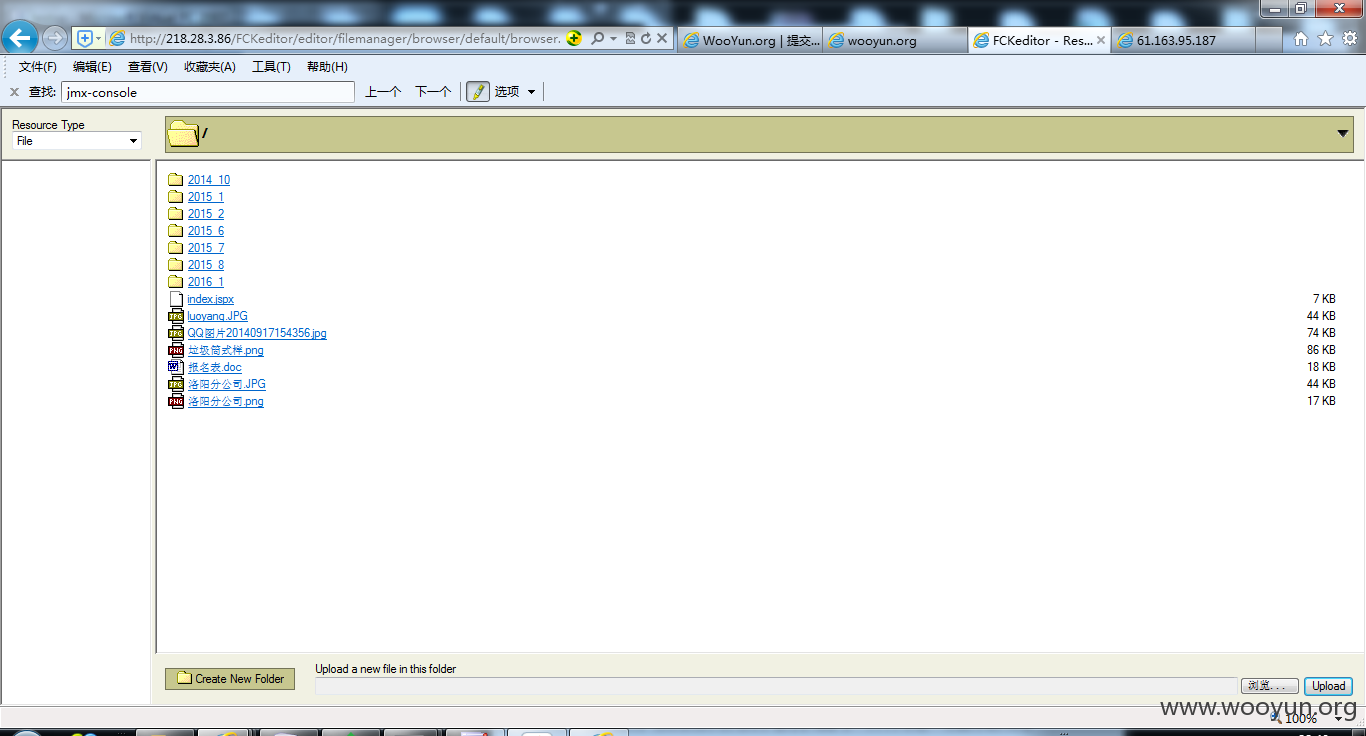 http://218.28.3.86/FCKeditor/editor/filemanager/browser/default/browser.
WooYun.org | 提交...
wooyun.org
FCKeditor - Res...
61.163.95.187
文件(F) 编辑(E) 查看(V) 收藏夹(A) 工具(T) 帮助(H)
查找: jmx-console 上一个 下一个 选项
Resource Type
File
/
2014_10
2015_1
2015_2
2015_6
2015_7
2015_8
2016_1
index.jspx 7 KB
luoyang.JPG 44 KB
QQ图片20140917154356.jpg 74 KB
垃圾筒式样.png 86 KB
报名表.doc 18 KB
洛阳分公司.JPG 44 KB
洛阳分公司.png 17 KB
Create New Folder
Upload a new file in this folder
浏览... Upload
www.wooyun.org
100%